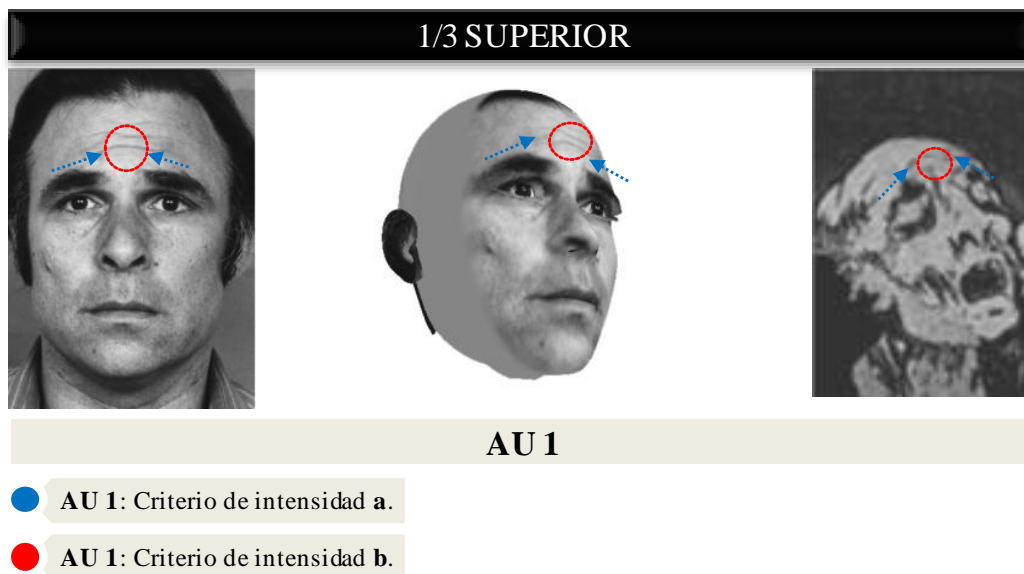 1/3 SUPERIOR
AU 1
AU 1: Criterio de intensidad a.
AU 1: Criterio de intensidad b.